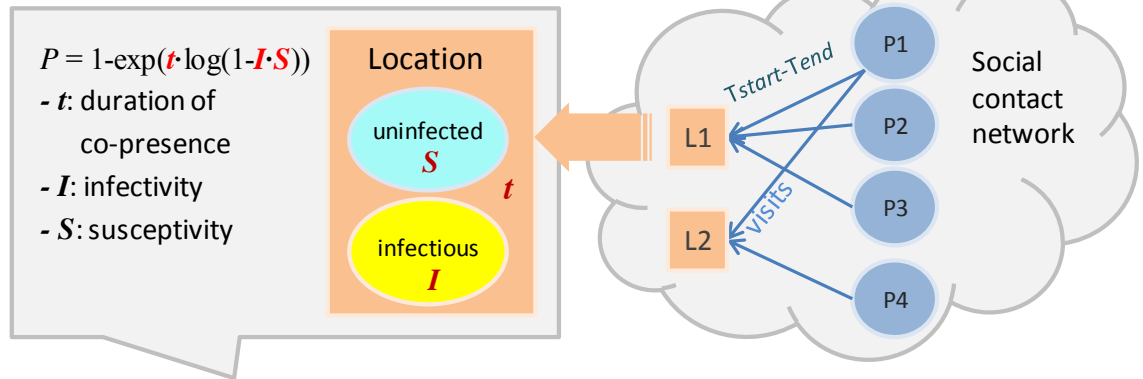 P = 1-exp(t·log(1-I·S))
- t: duration of
co-presence
- I: infectivity
- S: susceptivity
Location
uninfected
S
t
infectious
I
Tstart-Tend
L1
L2
visits
P1
P2
P3
P4
Social
contact
network